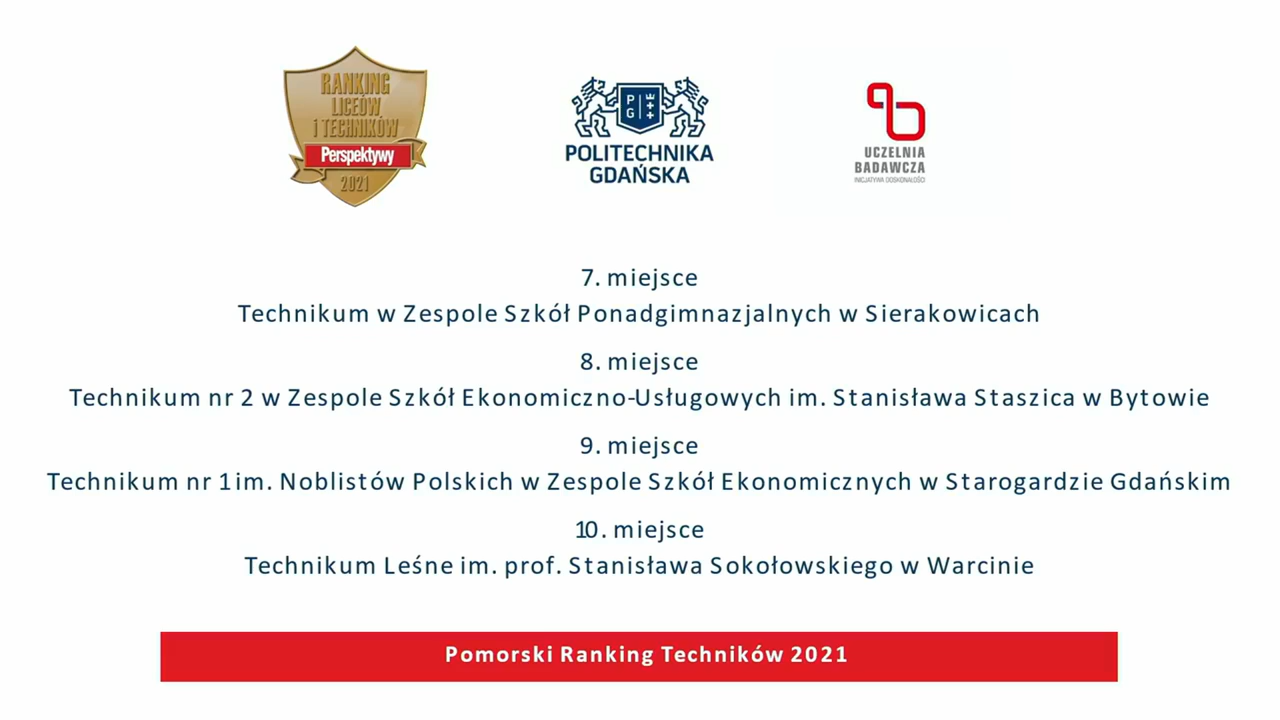 RANKING
LICEÓW
I TECHNIKÓW
Perspektywy
2021
P G
POLITECHNIKA
GDAŃSKA
UCZELNIA
BADAWCZA
INICJATYWA DOSKONAŁOŚCI
7. miejsce
Technikum w Zespole Szkół Ponadgimnazjalnych w Sierakowicach
8. miejsce
Technikum nr 2 w Zespole Szkół Ekonomiczno-Usługowych im. Stanisława Staszica w Bytowie
9. miejsce
Technikum nr 1 im. Noblistów Polskich w Zespole Szkół Ekonomicznych w Starogardzie Gdańskim
10. miejsce
Technikum Leśne im. prof. Stanisława Sokołowskiego w Warcinie
Pomorski Ranking Techników 2021